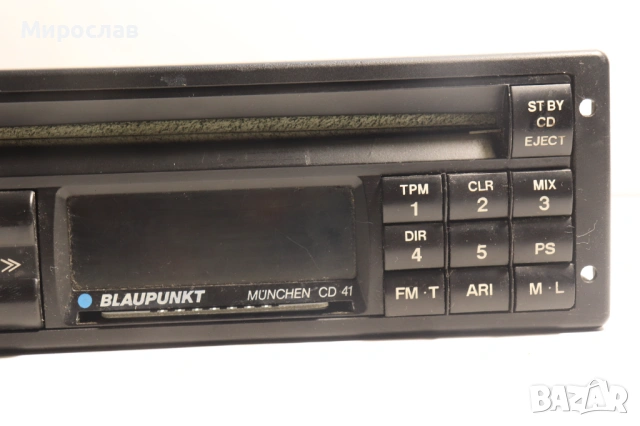 Мирослав
ST BY
CD
EJECT
TPM CLR MIX
1 2 3
DIR
4 5 PS
FM·T ARI M·L
BLAUPUNKT MÜNCHEN CD 41
BAZAR